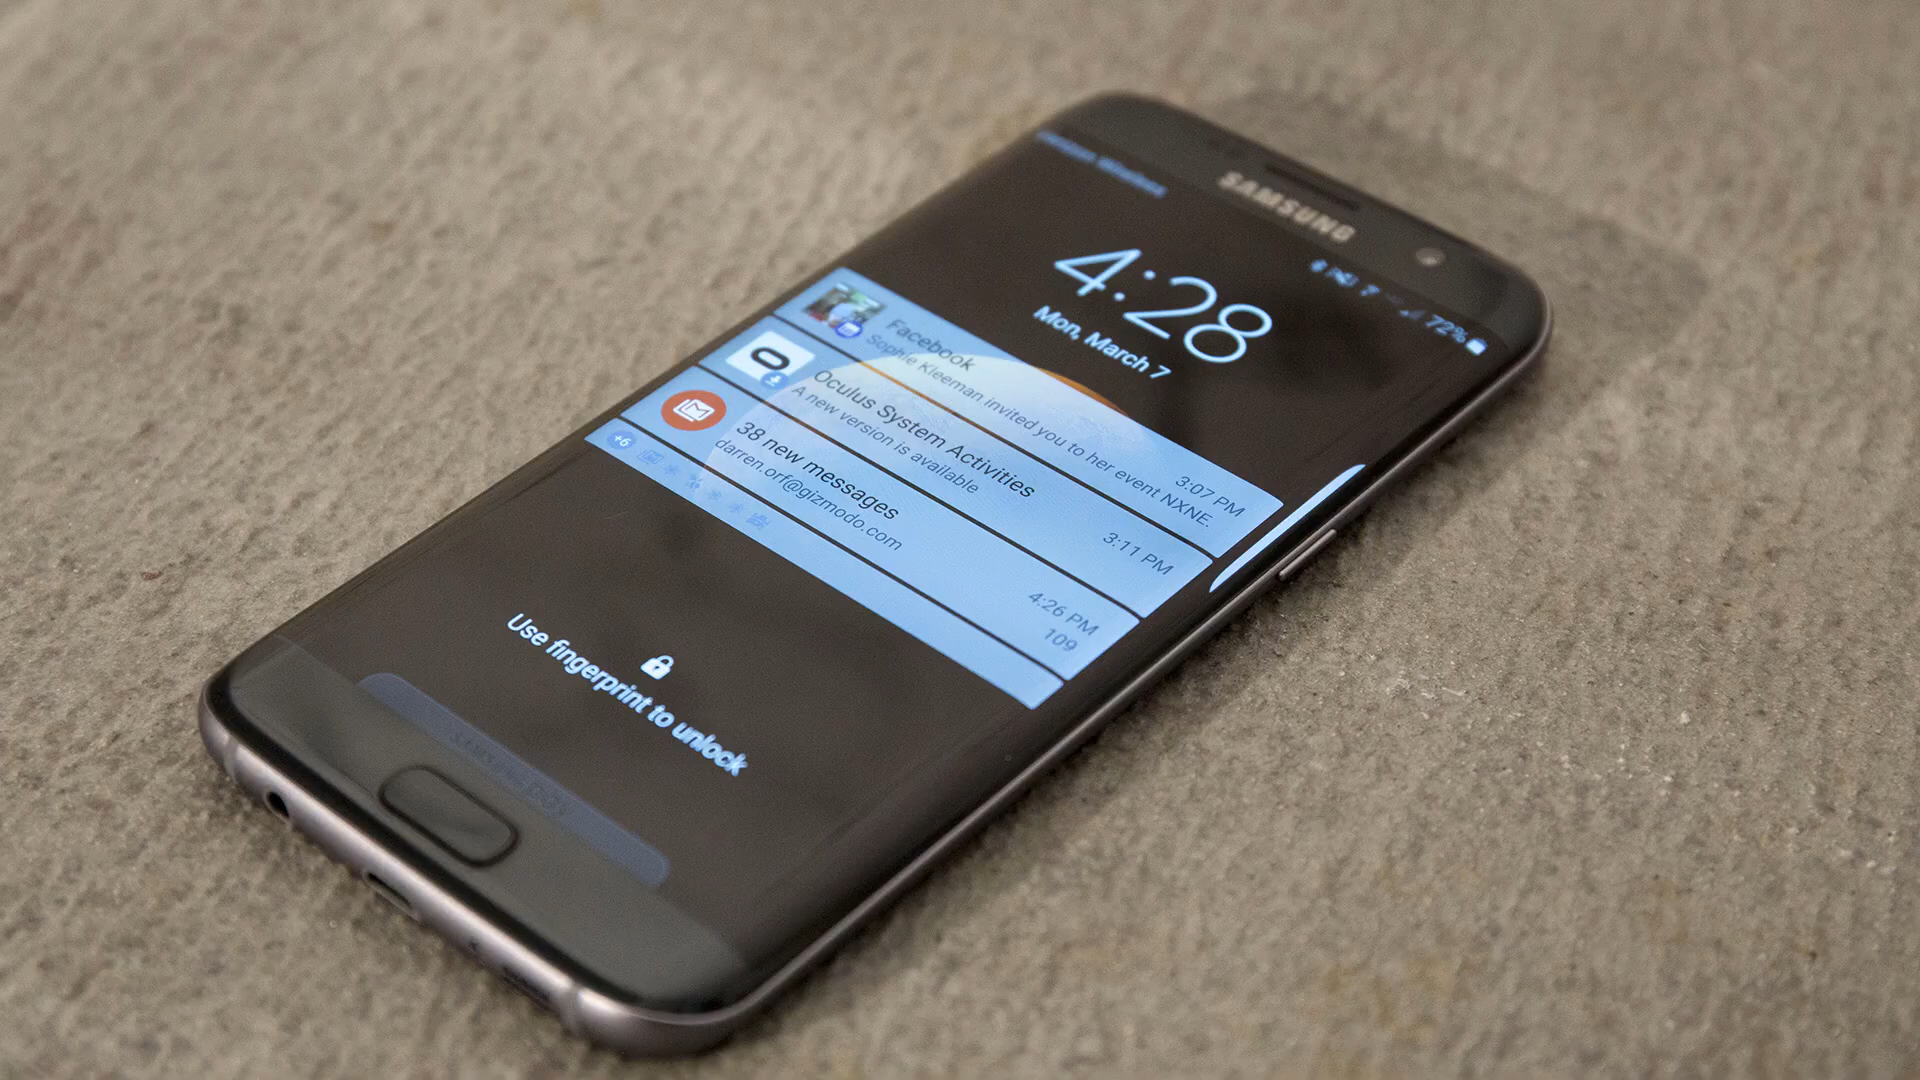 SAMSUNG
Verizon Wireless
72%
4:28
Mon, March 7
Facebook
3:07 PM
Sophie Kleeman invited you to her event NXNE.
Oculus System Activities
3:11 PM
A new version is available
38 new messages
4:26 PM
darren.orf@gizmodo.com
109
+6
Use fingerprint to unlock